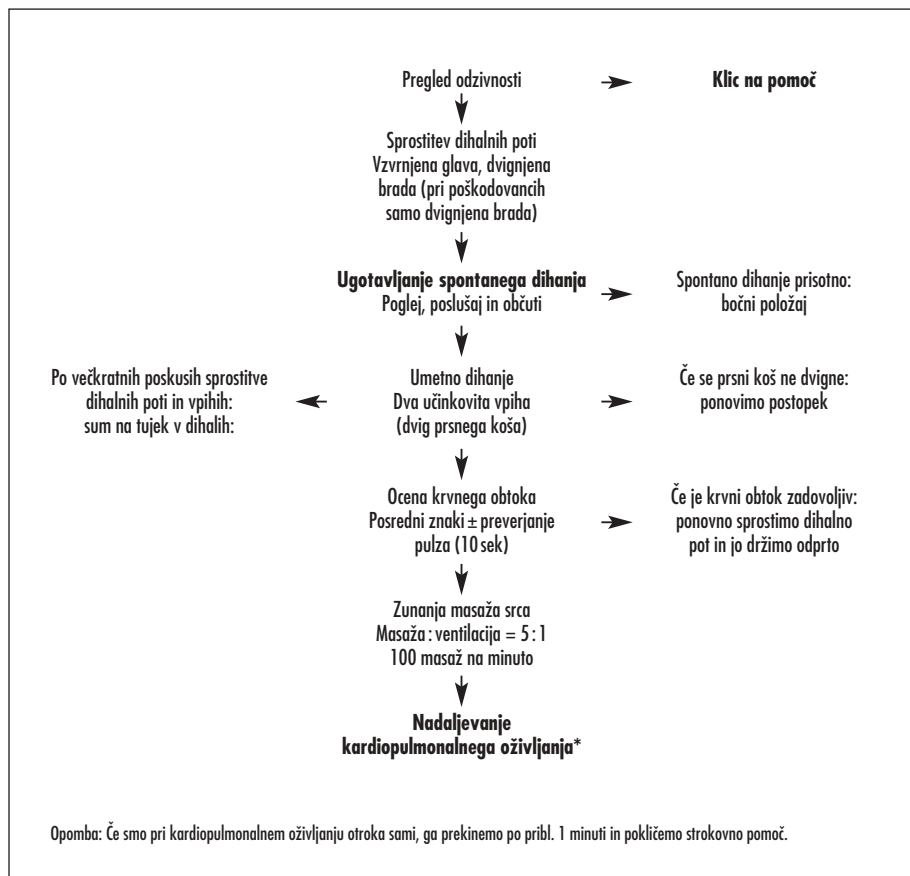 Pregled odzivnosti
Klic na pomoč
Sprostitev dihalnih poti
Vzvrnjena glava, dvignjena
brada (pri poškodovancih
samo dvignjena brada)
Ugotavljanje spontanega dihanja
Poglej, poslušaj in občuti
Spontano dihanje prisotno:
bočni položaj
Po večkratnih poskusih sprostitve
dihalnih poti in vpihih:
sum na tujek v dihalih:
Umetno dihanje
Dva učinkovita vpiha
(dvig prsnega koša)
Če se prsni koš ne dvigne:
ponovimo postopek
Ocena krvnega obtoka
Posredni znaki ± preverjanje
pulza (10 sek)
Če je krvni obtok zadovoljiv:
ponovno sprostimo dihalno
pot in jo držimo odprto
Zunanja masaža srca
Masaža : ventilacija = 5 : 1
100 masaž na minuto
Nadaljevanje
kardiopulmonalnega oživljanja*
Opomba: Če smo pri kardiopulmonalnem oživljanju otroka sami, ga prekinemo po pribl. 1 minuti in pokličemo strokovno pomoč.